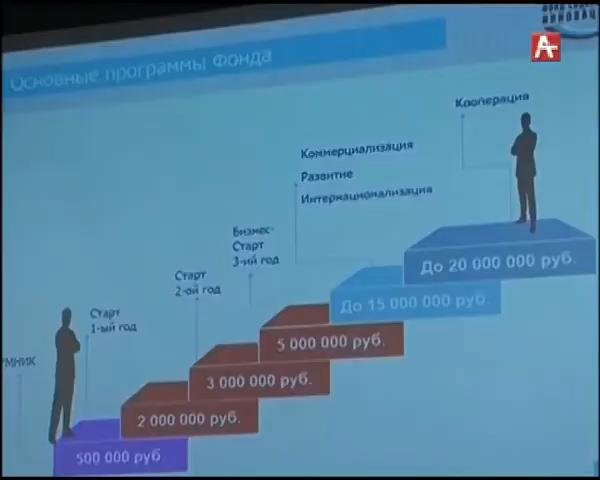 Основные программы Фонда
А
Кооперация
Коммерциализация
Развитие
Интернационализация
Бизнес-
Старт
3-ий год
Старт
2-ой год
Старт
1-ый год
УМНИК
До 20 000 000 руб.
До 15 000 000 руб.
5 000 000 руб.
3 000 000 руб.
2 000 000 руб.
500 000 руб.